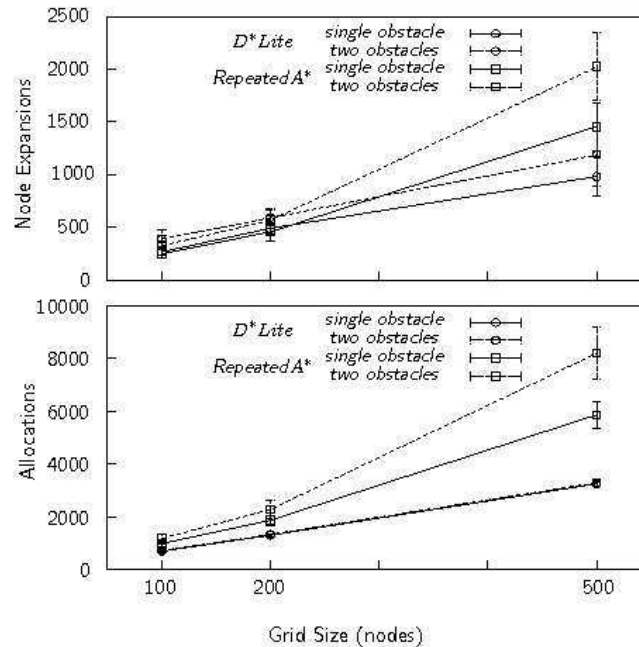 D*Lite single obstacle
two obstacles
RepeatedA* single obstacle
two obstacles
2500
2000
1500
1000
500
0
Node Expansions
D*Lite single obstacle
two obstacles
RepeatedA* single obstacle
two obstacles
10000
8000
6000
4000
2000
0
Allocations
100 200 500
Grid Size (nodes)